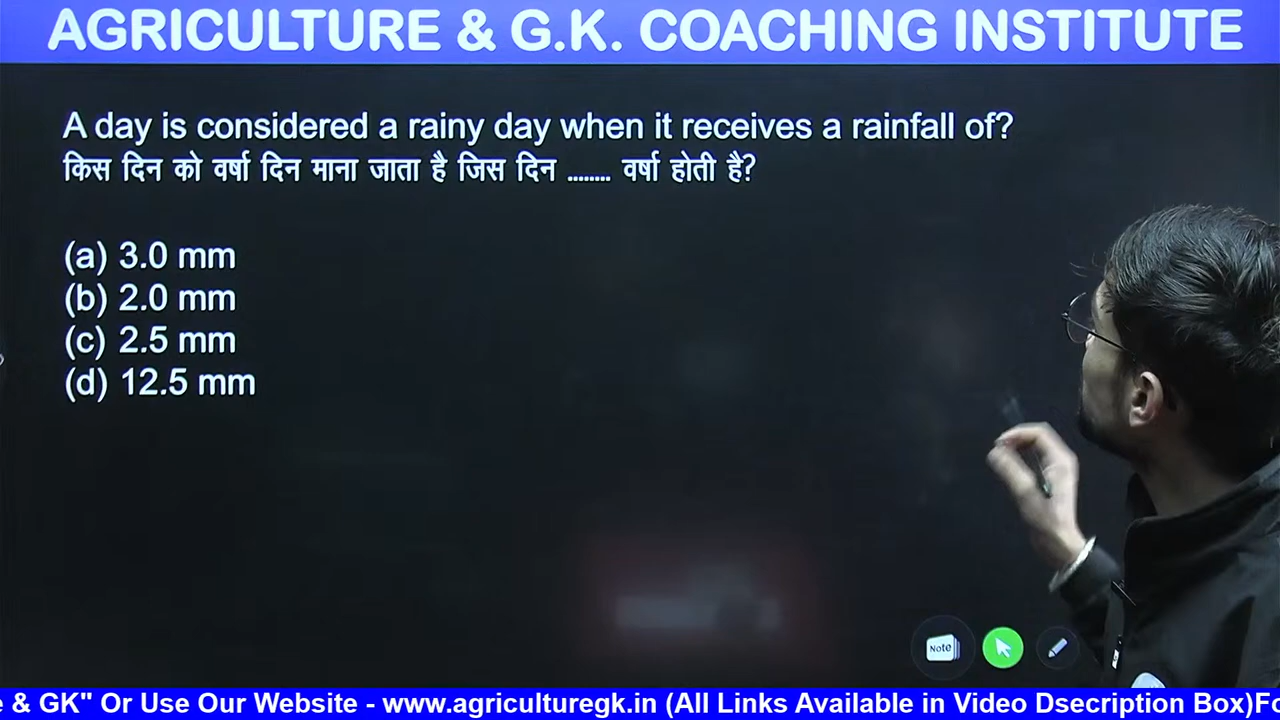 AGRICULTURE & G.K. COACHING INSTITUTE
A day is considered a rainy day when it receives a rainfall of?
किस दिन को वर्षा दिन माना जाता है जिस दिन ........ वर्षा होती है?
(a) 3.0 mm
(b) 2.0 mm
(c) 2.5 mm
(d) 12.5 mm
Note
& GK" Or Use Our Website - www.agriculturegk.in (All Links Available in Video Dsecription Box)Fo